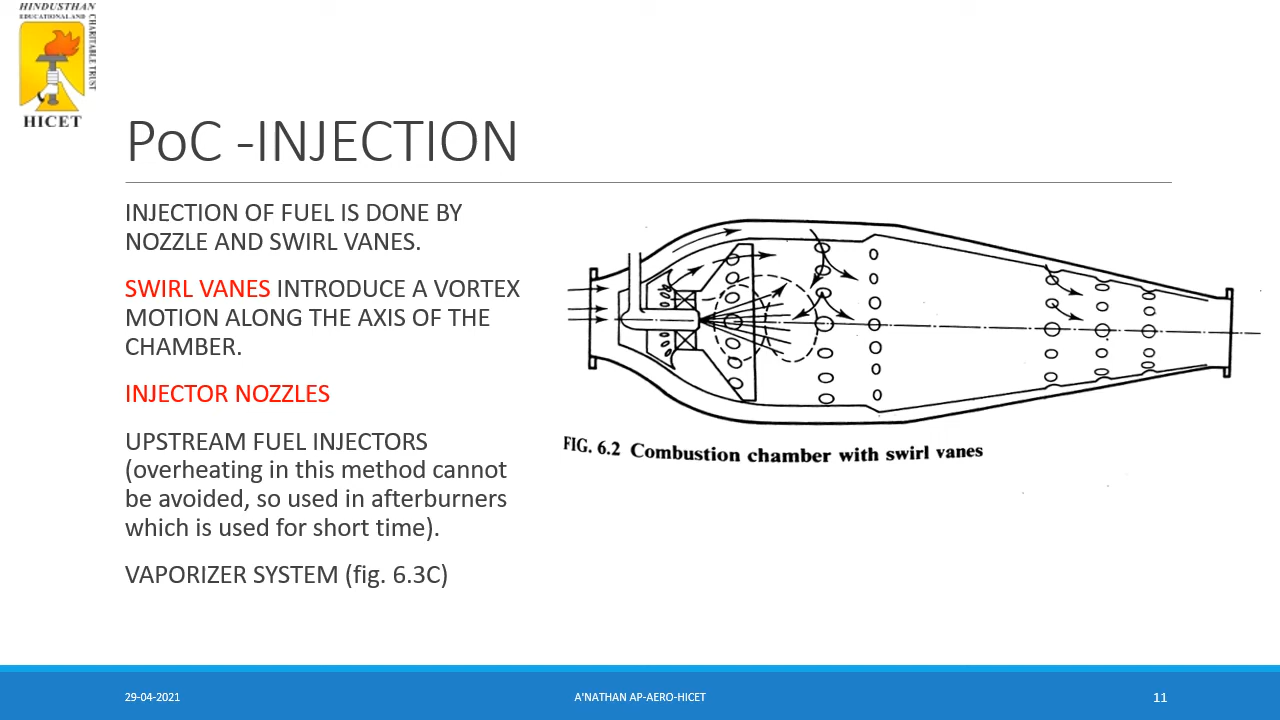 HINDUSTHAN
EDUCATIONAL AND
CHARITABLE TRUST
HICET
PoC -INJECTION
INJECTION OF FUEL IS DONE BY
NOZZLE AND SWIRL VANES.
SWIRL VANES INTRODUCE A VORTEX
MOTION ALONG THE AXIS OF THE
CHAMBER.
INJECTOR NOZZLES
UPSTREAM FUEL INJECTORS
(overheating in this method cannot
be avoided, so used in afterburners
which is used for short time).
VAPORIZER SYSTEM (fig. 6.3C)
FIG. 6.2 Combustion chamber with swirl vanes
29-04-2021
A'NATHAN AP-AERO-HICET
11